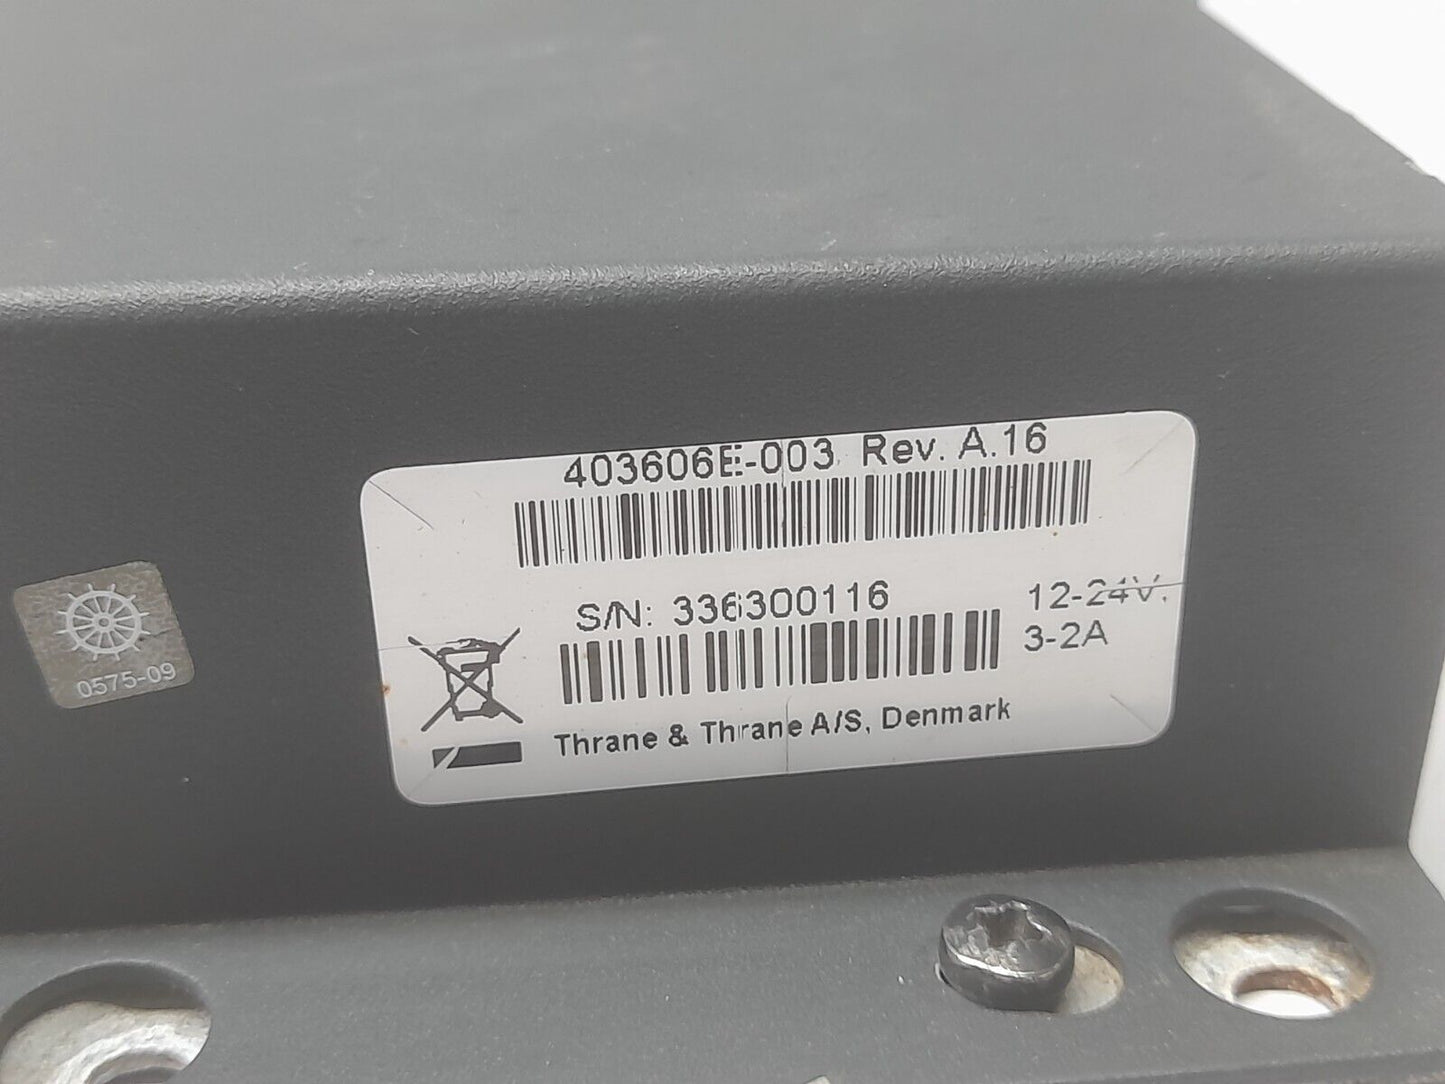 403606E-003 Rev. A.16
S/N: 336300116
12-24V.
3-2A
Thrane & Thrane A/S, Denmark
0575-09